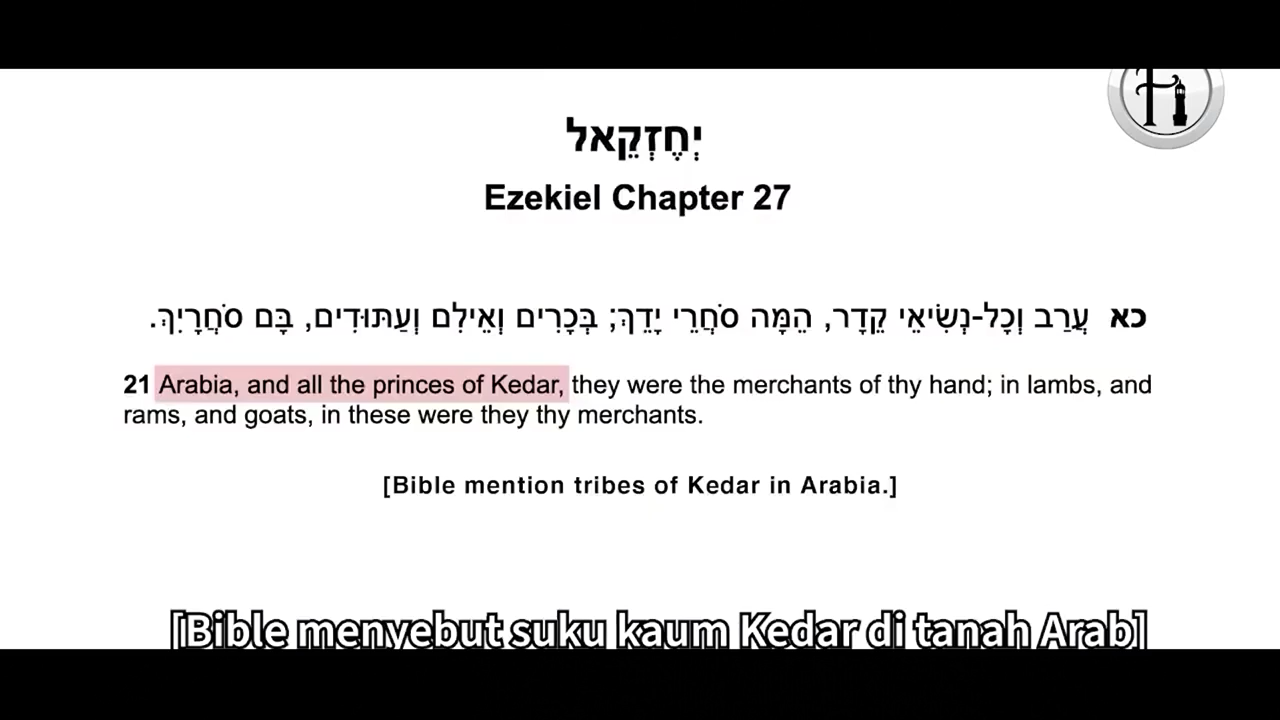 יְחֶזְקֵאל
Ezekiel Chapter 27
כא עֲרַב וְכָל-נְשִׂיאֵי קֵדָר, הֵמָּה סֹחֲרֵי יָדֵךְ; בְּכָרִים וְאֵילִם וְעַתּוּדִים, בָּם סֹחֲרָיִךְ.
21 Arabia, and all the princes of Kedar, they were the merchants of thy hand; in lambs, and
rams, and goats, in these were they thy merchants.
[Bible mention tribes of Kedar in Arabia.]
[Bible menyebut suku kaum Kedar di tanah Arab]